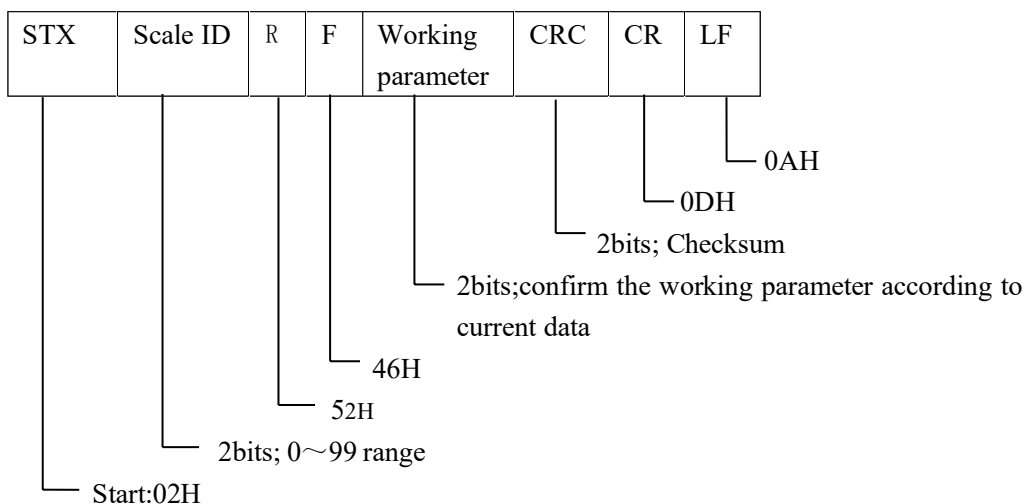 STX Scale ID R F Working parameter CRC CR LF
0AH
0DH
2bits; Checksum
2bits;confirm the working parameter according to
current data
46H
52H
2bits; 0～99 range
Start:02H